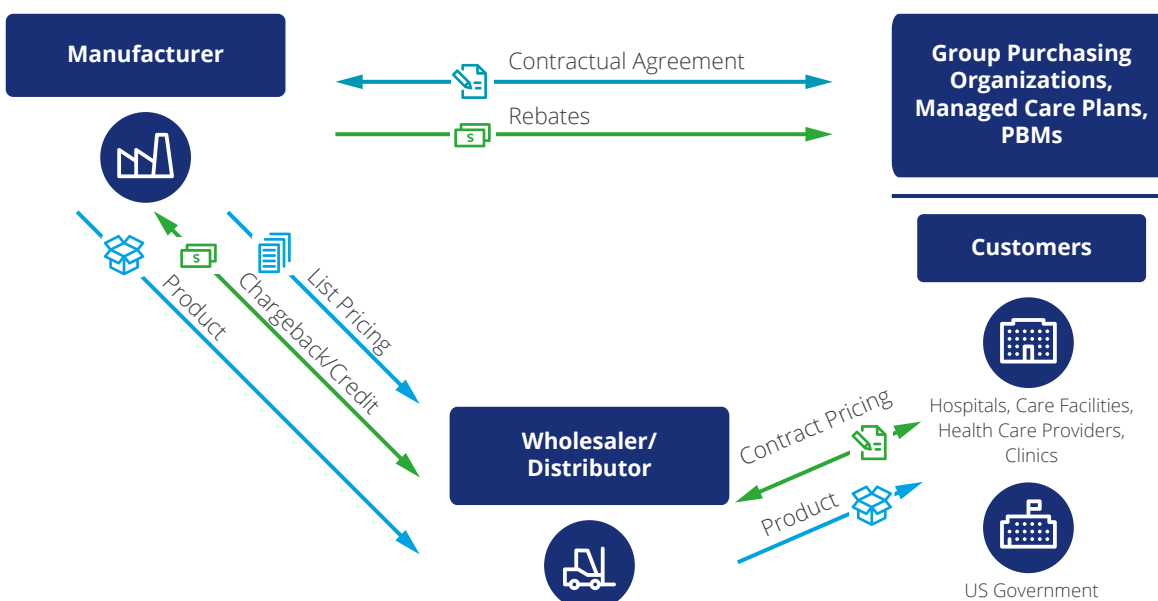 Manufacturer
Contractual Agreement
Rebates
Group Purchasing
Organizations,
Managed Care Plans,
PBMs
Product
$
Chargeback/Credit
List Pricing
$
Customers
Hospitals, Care Facilities,
Health Care Providers,
Clinics
Wholesaler/
Distributor
Contract Pricing
Product
US Government